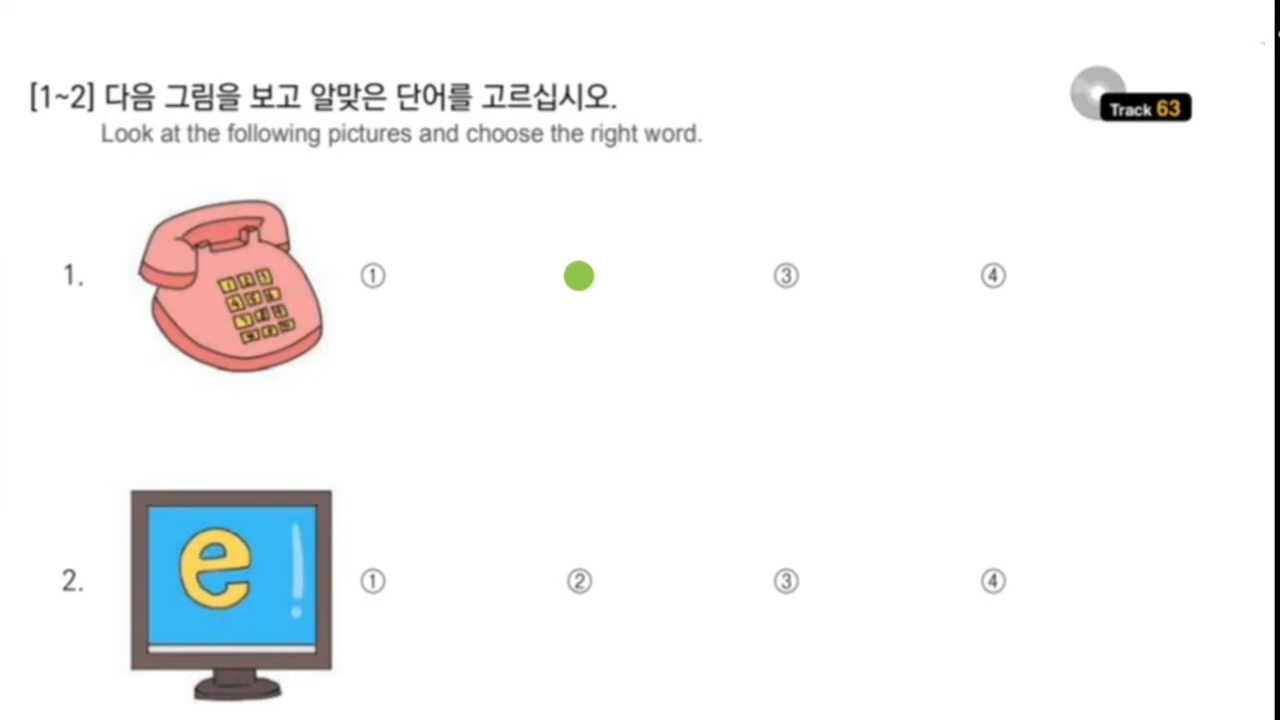 [1~2] 다음 그림을 보고 알맞은 단어를 고르십시오.
Look at the following pictures and choose the right word.
Track 63
1. ① ③ ④
2. ① ② ③ ④
e